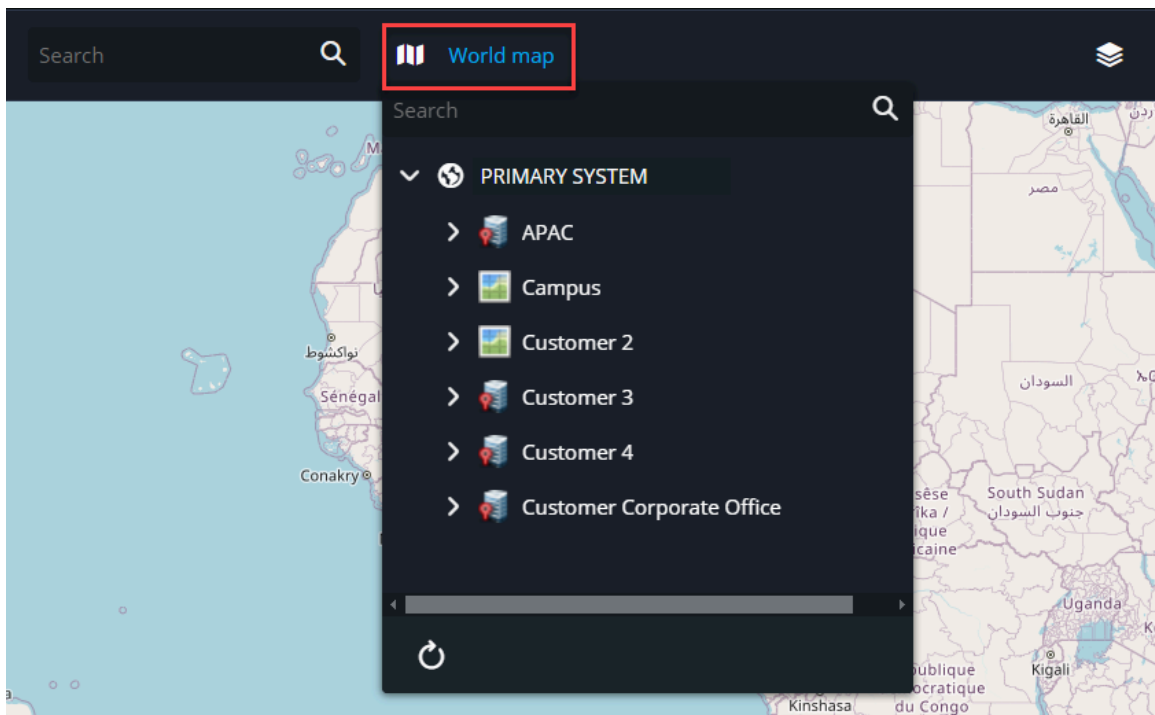 Search
World map
Search
PRIMARY SYSTEM
APAC
Campus
Customer 2
Customer 3
Customer 4
Customer Corporate Office
القاهرة
مصر
نواكشوط
Sénégal
السودان
Conakry
South Sudan
جنوب السودان
Uganda
Kigali
du Congo
Kinshasa